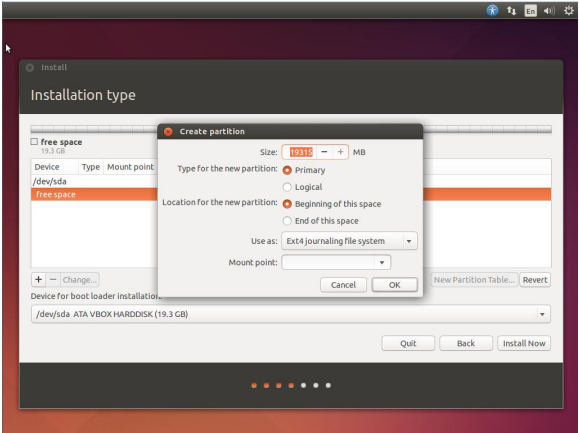 En
Install
Installation type
free space
19.3 GB
Device Type Mount point
/dev/sda
free space
Create partition
Size: 19315 − + MB
Type for the new partition: Primary
Logical
Location for the new partition: Beginning of this space
End of this space
Use as: Ext4 journaling file system
Mount point:
Cancel OK
+ − Change... New Partition Table... Revert
Device for boot loader installation:
/dev/sda ATA VBOX HARDDISK (19.3 GB)
Quit Back Install Now